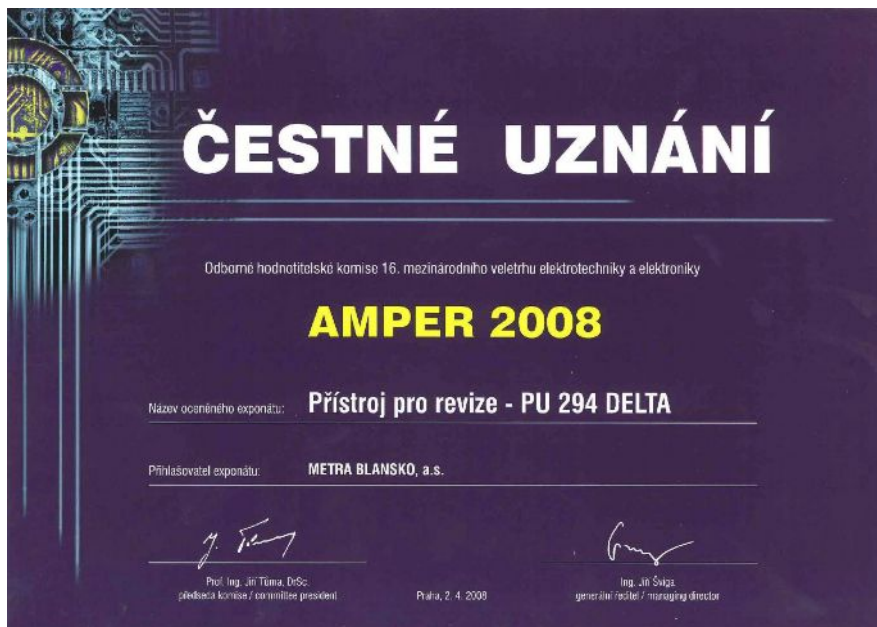 ČESTNÉ UZNÁNÍ
Odborné hodnotitelské komise 16. mezinárodního veletrhu elektrotechniky a elektroniky
AMPER 2008
Název oceněného exponátu: Přístroj pro revize - PU 294 DELTA
Přihlašovatel exponátu: METRA BLANSKO, a.s.
Prof. Ing. Jiří Tůma, DrSc.
předseda komise / committee president
Praha, 2. 4. 2008
Ing. Jiří Šviga
generální ředitel / managing director